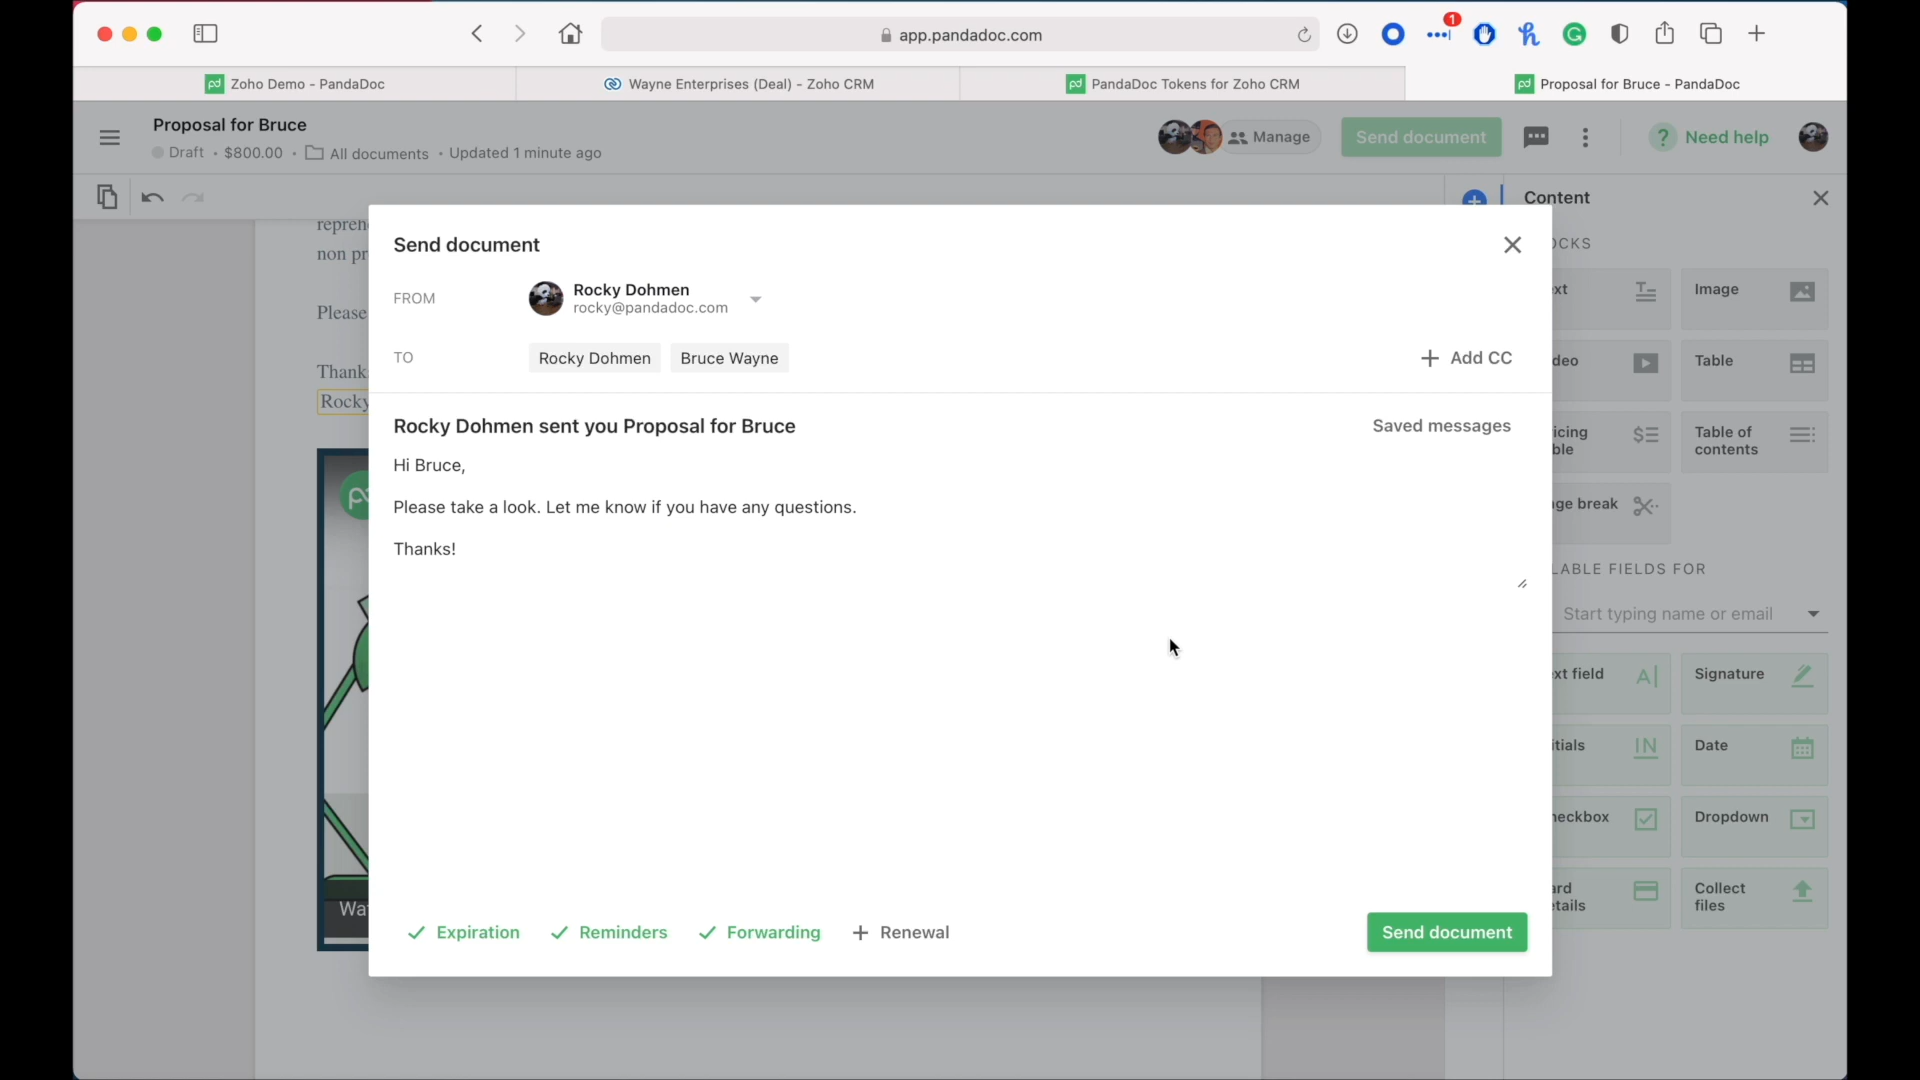 1
app.pandadoc.com
Zoho Demo - PandaDoc
Wayne Enterprises (Deal) - Zoho CRM
PandaDoc Tokens for Zoho CRM
Proposal for Bruce - PandaDoc
Proposal for Bruce
Draft • $800.00 • All documents • Updated 1 minute ago
Manage
Send document
? Need help
Content
OCKS
repreh
non pr
Please
Thank
Rocky
Send document
FROM
Rocky Dohmen
rocky@pandadoc.com
TO
Rocky Dohmen
Bruce Wayne
+ Add CC
Rocky Dohmen sent you Proposal for Bruce
Saved messages
Hi Bruce,
Please take a look. Let me know if you have any questions.
Thanks!
Expiration
Reminders
Forwarding
+ Renewal
Send document
Wat
xt
Image
deo
Table
icing
ble
Table of
contents
ge break
LABLE FIELDS FOR
Start typing name or email
xt field
Signature
itials
IN
Date
heckbox
Dropdown
ard
etails
Collect
files